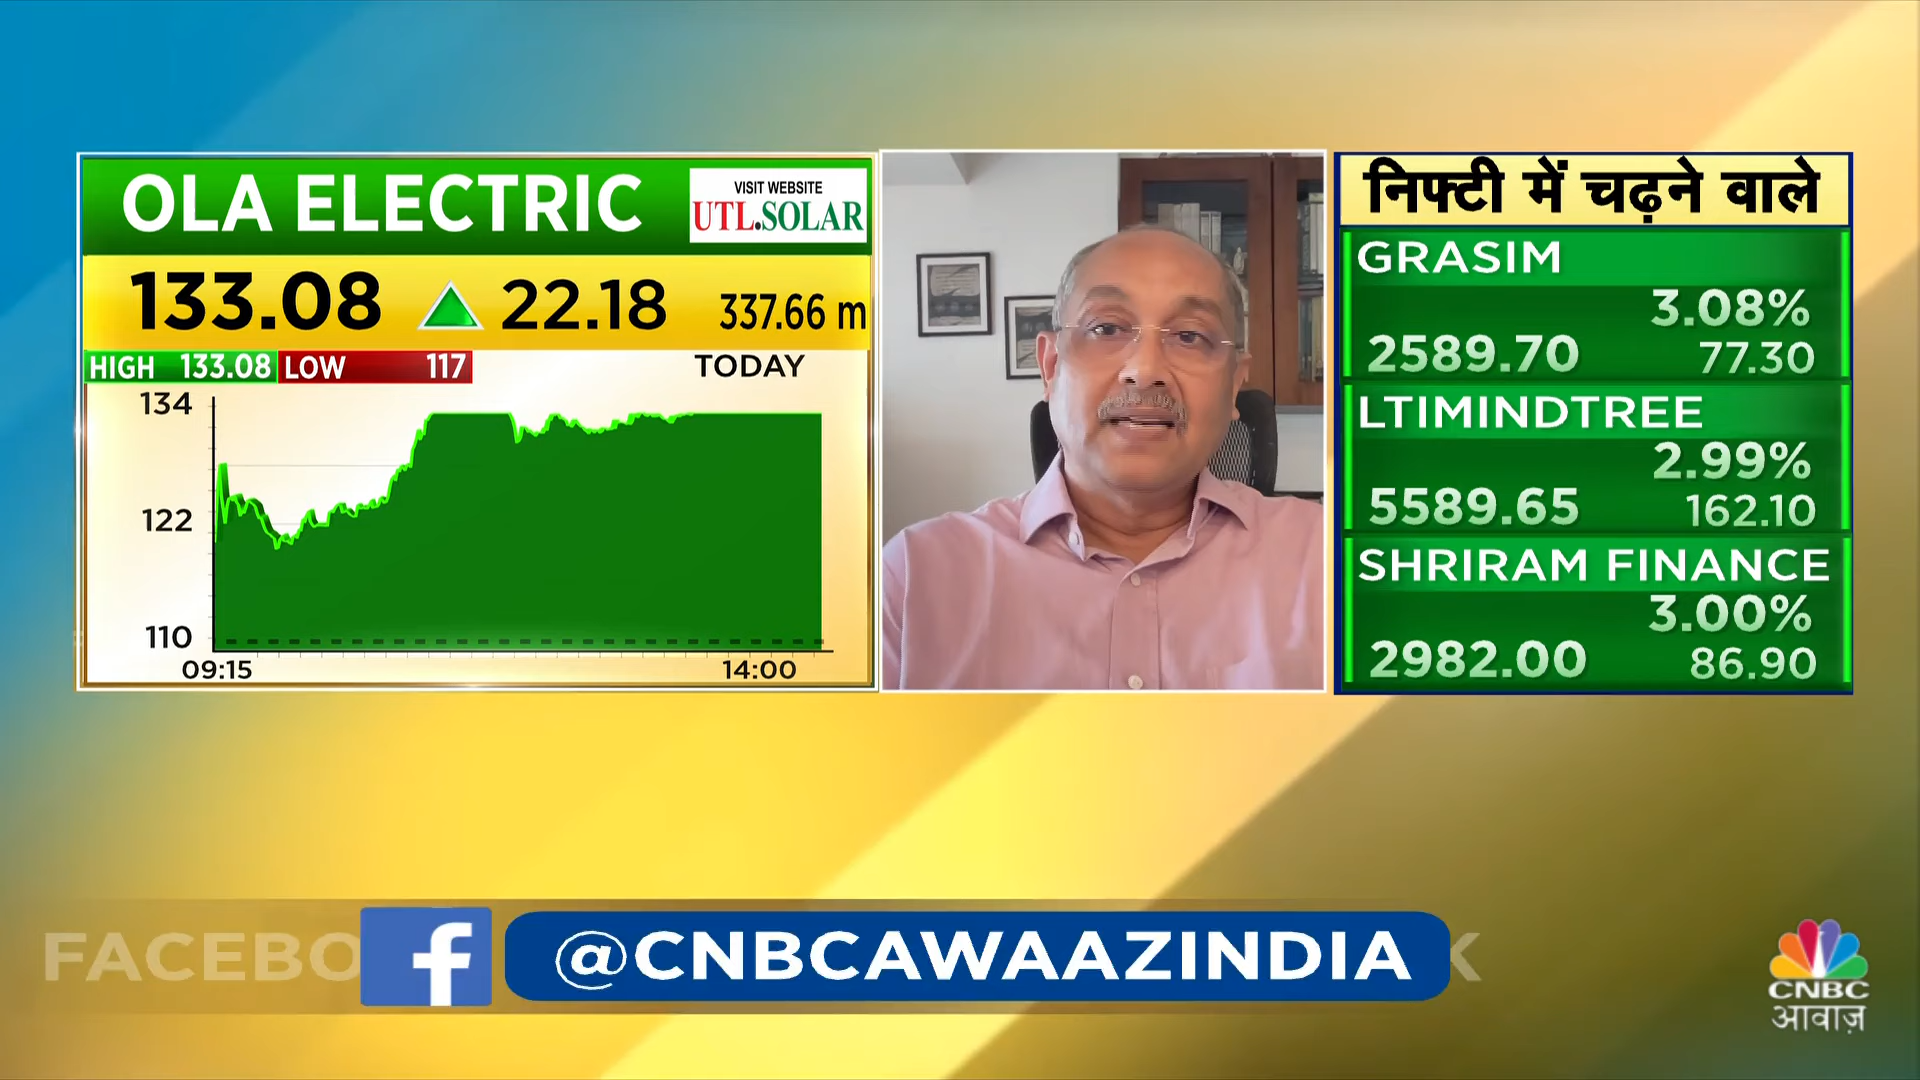 OLA ELECTRIC
VISIT WEBSITE
UTL.SOLAR
133.08 22.18 337.66 m
HIGH 133.08 LOW 117 TODAY
134
122
110
09:15 14:00
निफ्टी में चढ़ने वाले
GRASIM
3.08%
2589.70 77.30
LTIMINDTREE
2.99%
5589.65 162.10
SHRIRAM FINANCE
3.00%
2982.00 86.90
FACEBO f @CNBCAWAAZINDIA K
CNBC
आवाज़